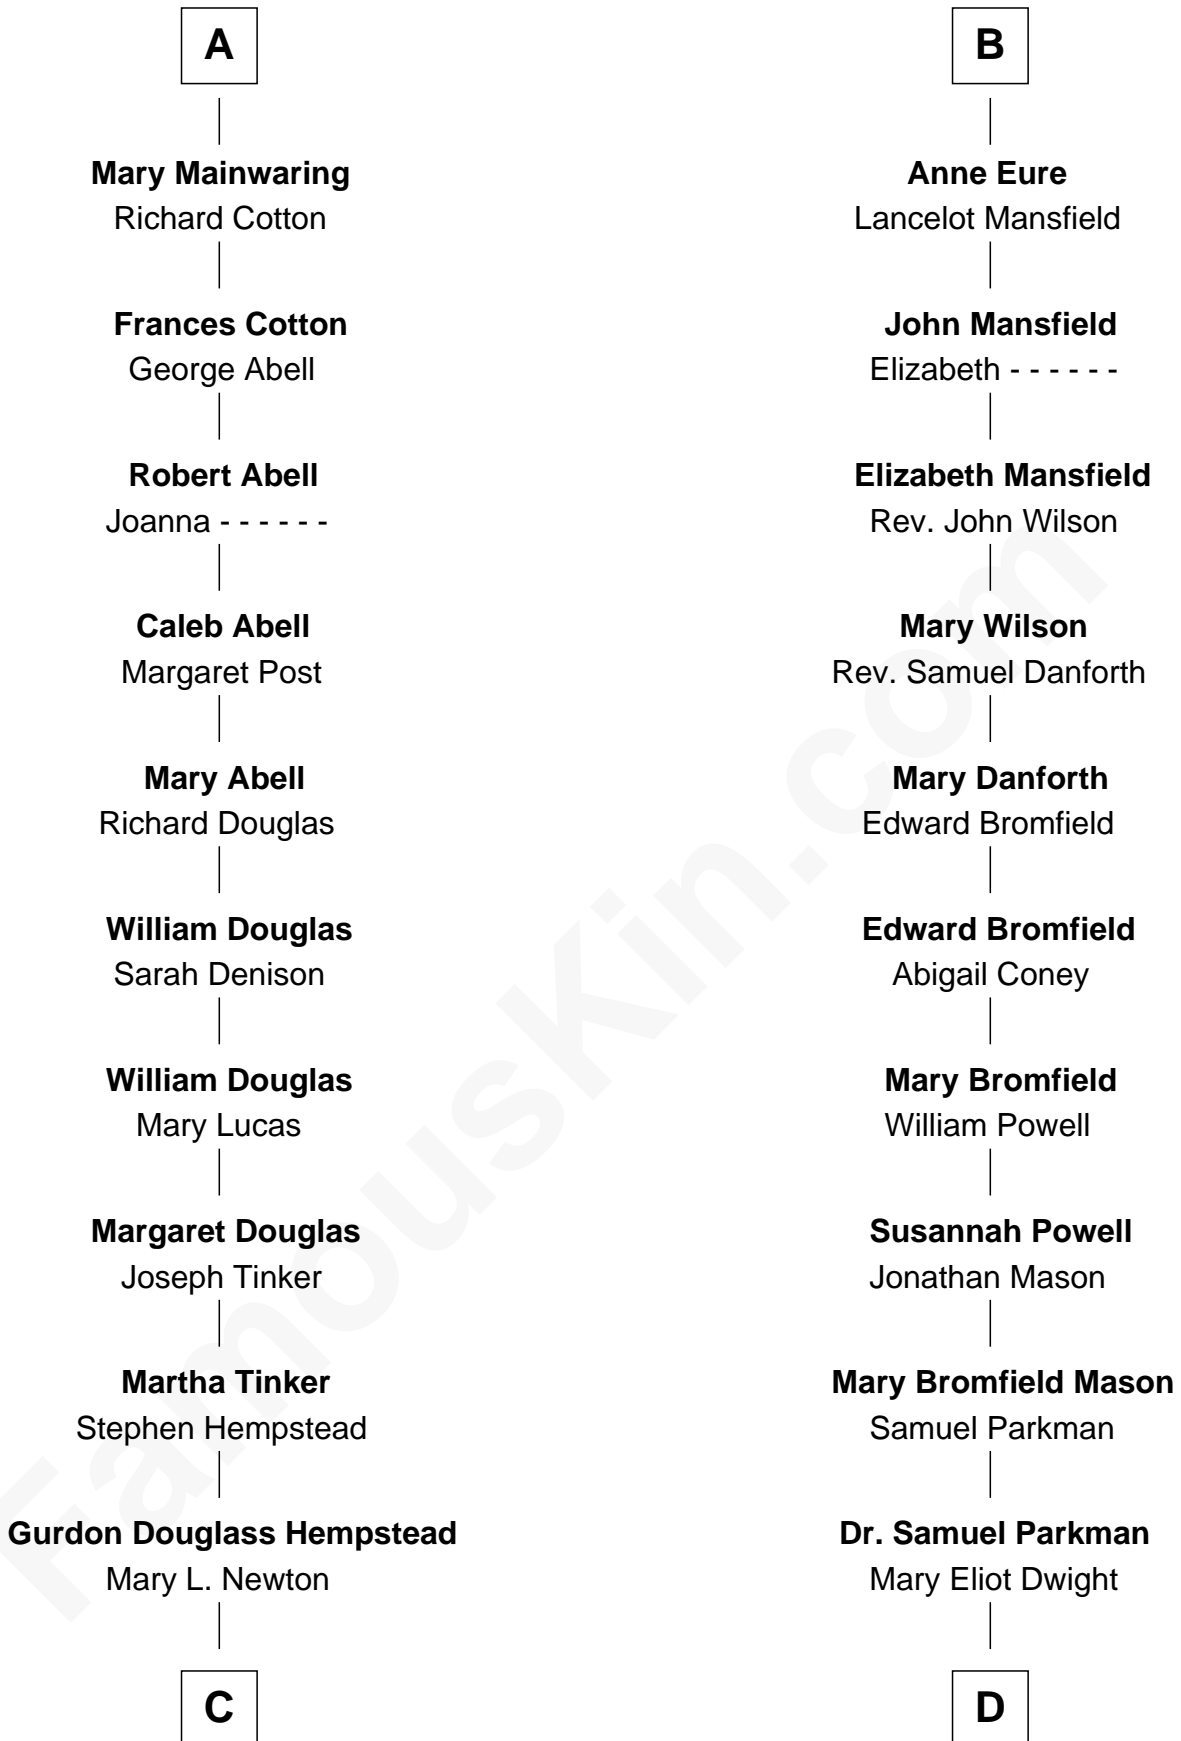 A
Mary Mainwaring
Richard Cotton
Frances Cotton
George Abell
Robert Abell
Joanna - - - - - -
Caleb Abell
Margaret Post
Mary Abell
Richard Douglas
William Douglas
Sarah Denison
William Douglas
Mary Lucas
Margaret Douglas
Joseph Tinker
Martha Tinker
Stephen Hempstead
Gurdon Douglass Hempstead
Mary L. Newton
C
B
Anne Eure
Lancelot Mansfield
John Mansfield
Elizabeth - - - - - -
Elizabeth Mansfield
Rev. John Wilson
Mary Wilson
Rev. Samuel Danforth
Mary Danforth
Edward Bromfield
Edward Bromfield
Abigail Coney
Mary Bromfield
William Powell
Susannah Powell
Jonathan Mason
Mary Bromfield Mason
Samuel Parkman
Dr. Samuel Parkman
Mary Eliot Dwight
D
FamousKin.com